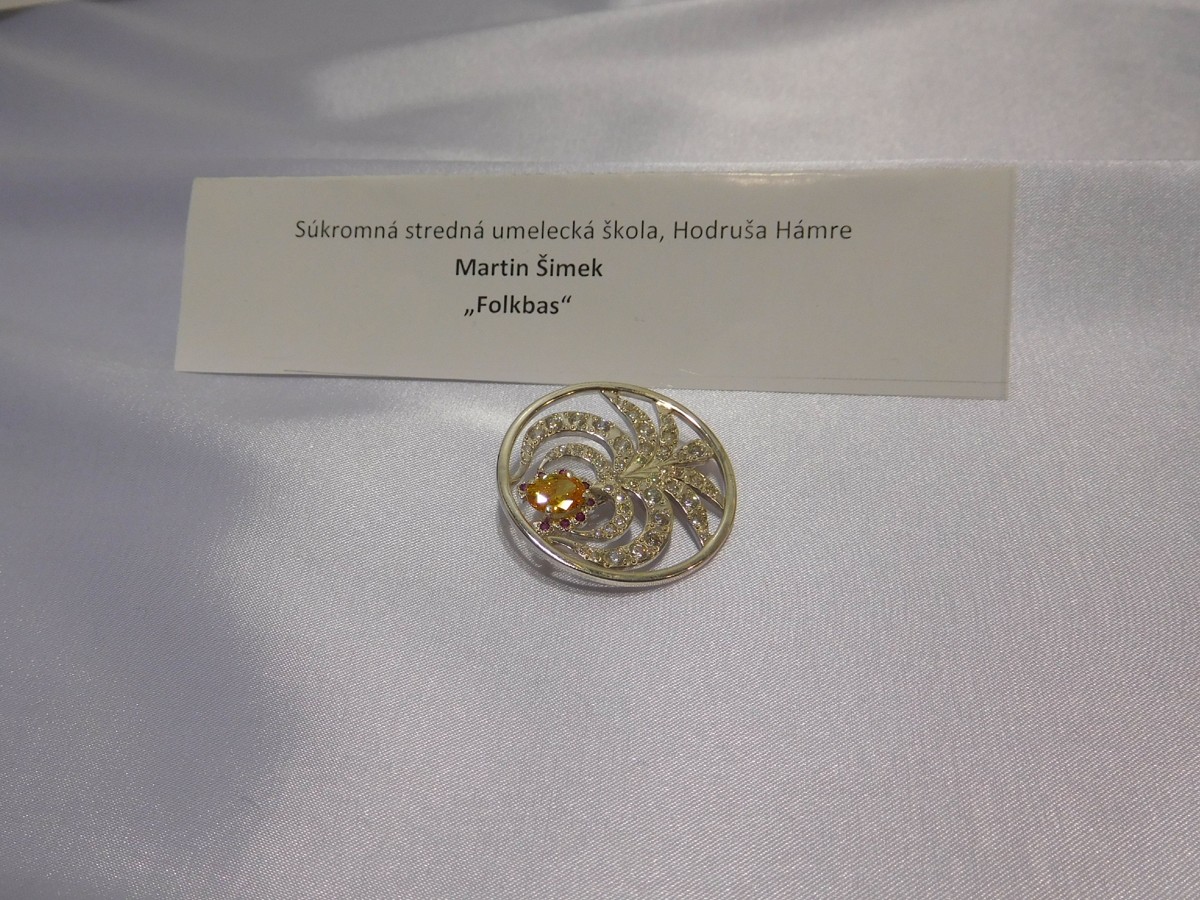 Súkromná stredná umelecká škola, Hodruša Hámre
Martin Šimek
„Folkbas“